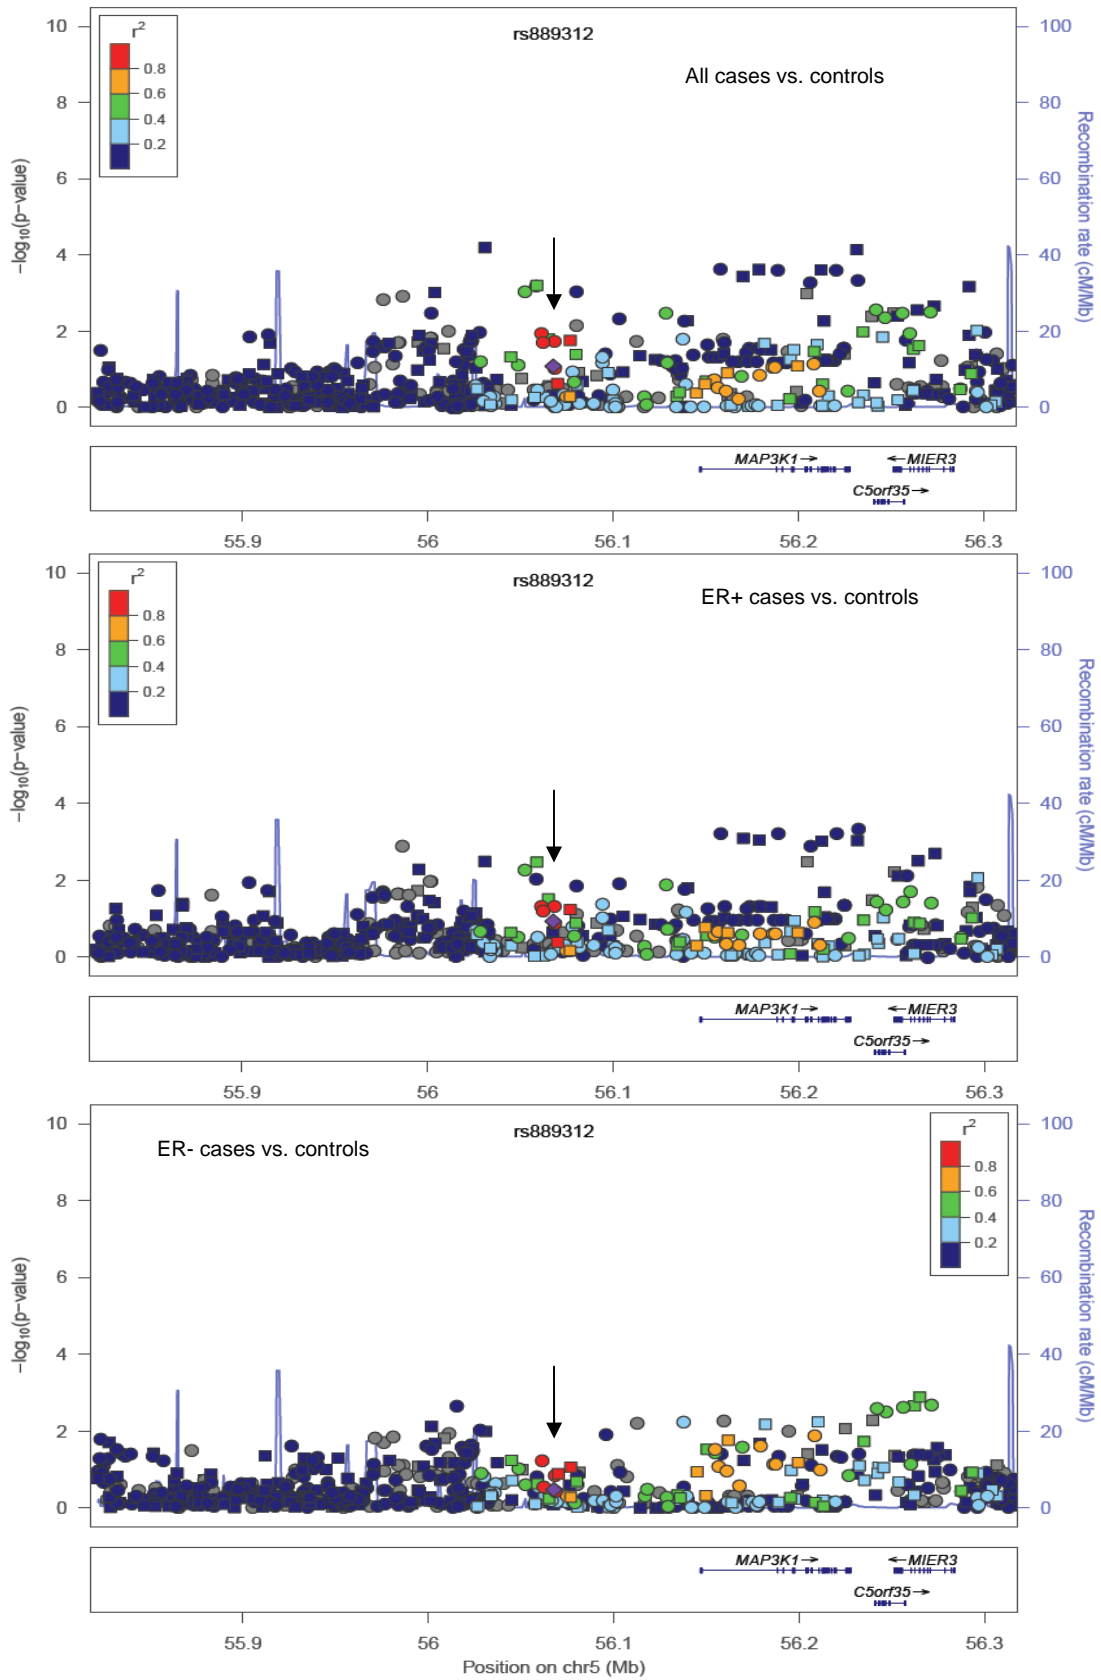 rs889312
All cases vs. controls
r²
0.8
0.6
0.4
0.2
10
8
6
4
2
0
−log₁₀(p−value)
100
80
60
40
20
0
Recombination rate (cM/Mb)
MAP3K1→
←MIER3
C5orf35→
55.9 56 56.1 56.2 56.3
rs889312
ER+ cases vs. controls
r²
0.8
0.6
0.4
0.2
10
8
6
4
2
0
−log₁₀(p−value)
100
80
60
40
20
0
Recombination rate (cM/Mb)
MAP3K1→
←MIER3
C5orf35→
55.9 56 56.1 56.2 56.3
rs889312
ER- cases vs. controls
r²
0.8
0.6
0.4
0.2
10
8
6
4
2
0
−log₁₀(p−value)
100
80
60
40
20
0
Recombination rate (cM/Mb)
MAP3K1→
←MIER3
C5orf35→
55.9 56 56.1 56.2 56.3
Position on chr5 (Mb)